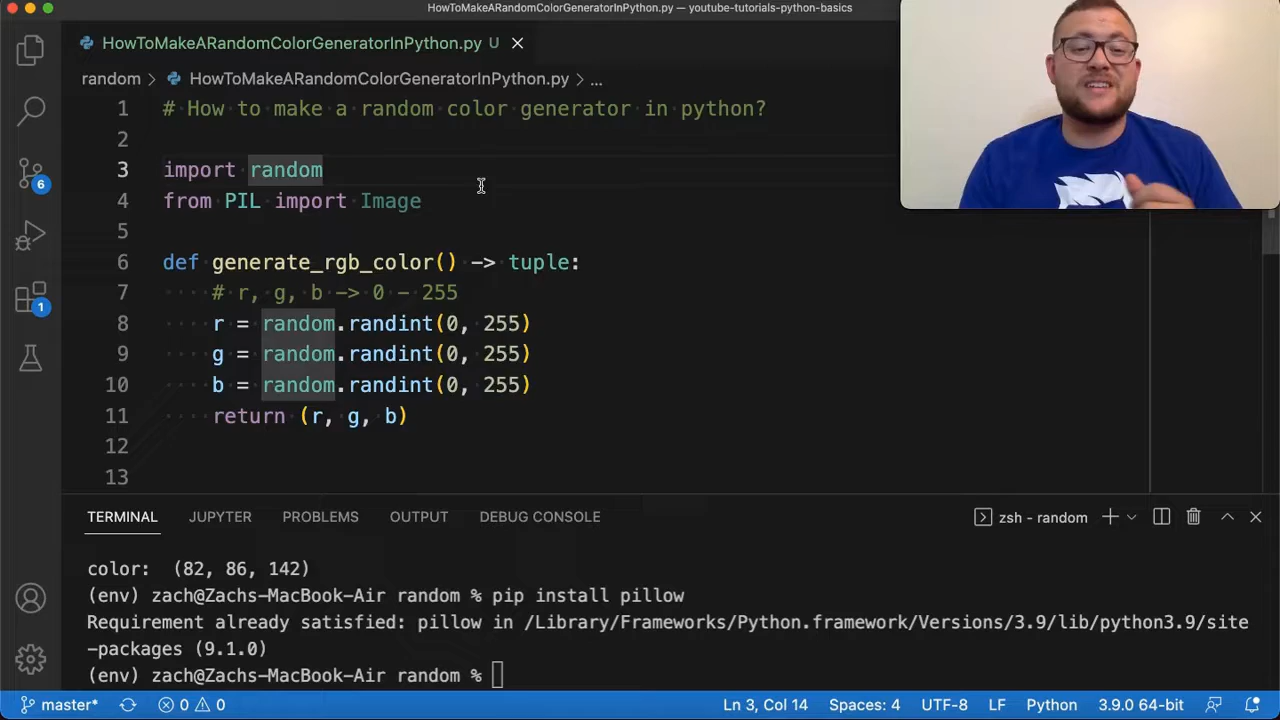 HowToMakeARandomColorGeneratorInPython.py — youtube-tutorials-python-basics
HowToMakeARandomColorGeneratorInPython.py U
random > HowToMakeARandomColorGeneratorInPython.py > ...
1 # How to make a random color generator in python?
2
3 import random
4 from PIL import Image
5
6 def generate_rgb_color() -> tuple:
7 # r, g, b -> 0 - 255
8 r = random.randint(0, 255)
9 g = random.randint(0, 255)
10 b = random.randint(0, 255)
11 return (r, g, b)
12
13
6
1
TERMINAL JUPYTER PROBLEMS OUTPUT DEBUG CONSOLE zsh - random
color: (82, 86, 142)
(env) zach@Zachs-MacBook-Air random % pip install pillow
Requirement already satisfied: pillow in /Library/Frameworks/Python.framework/Versions/3.9/lib/python3.9/site
-packages (9.1.0)
(env) zach@Zachs-MacBook-Air random %
master* 0 0 Ln 3, Col 14 Spaces: 4 UTF-8 LF Python 3.9.0 64-bit